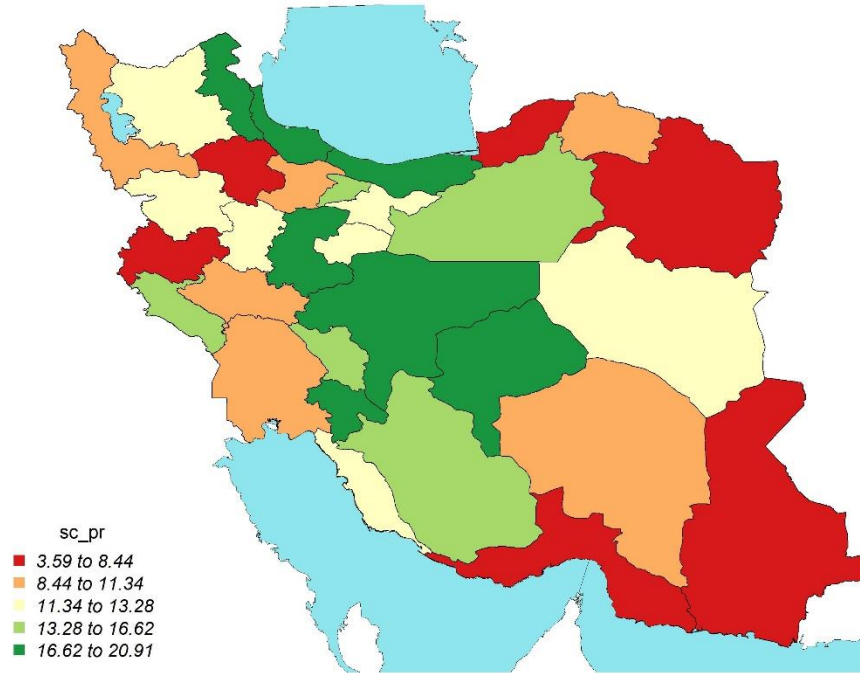 sc_pr
3.59 to 8.44
8.44 to 11.34
11.34 to 13.28
13.28 to 16.62
16.62 to 20.91